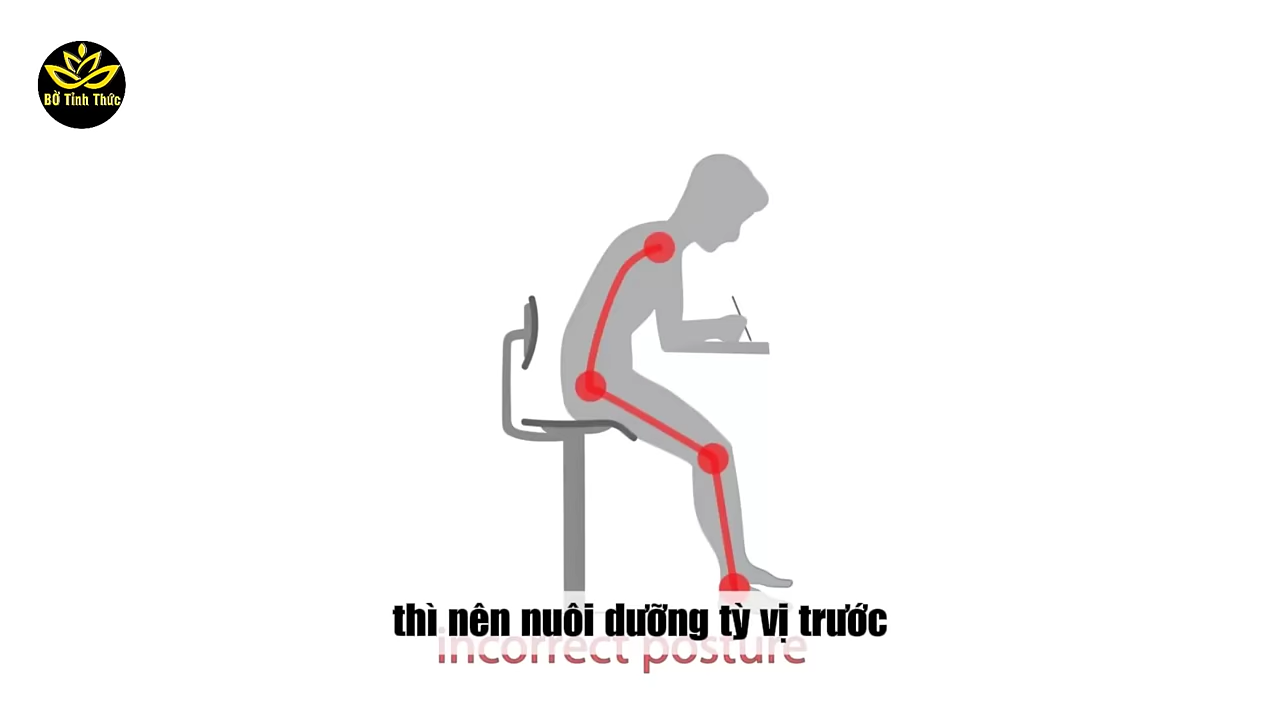 BỜ Tỉnh Thức
thì nên nuôi dưỡng tỳ vị trước
incorrect posture